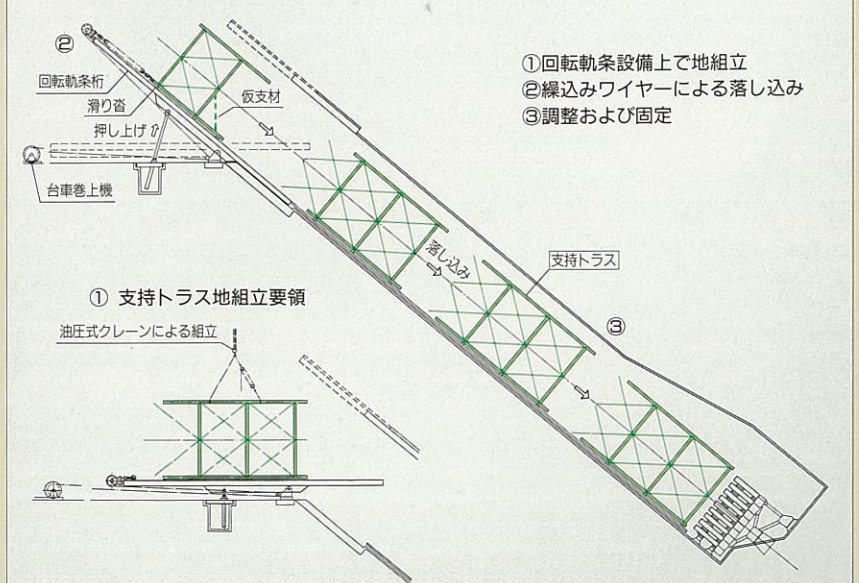 ①回転軌条設備上で地組立
②繰込みワイヤーによる落し込み
③調整および固定
②
回転軌条桁
滑り沓
押し上げ
仮支材
台車巻上機
落し込み
支持トラス
③
① 支持トラス地組立要領
油圧式クレーンによる組立